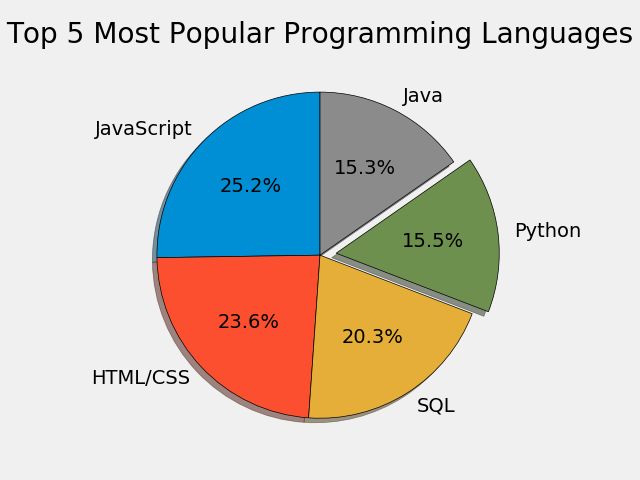 Top 5 Most Popular Programming Languages
Java
JavaScript
15.3%
25.2%
Python
15.5%
23.6%
20.3%
HTML/CSS
SQL